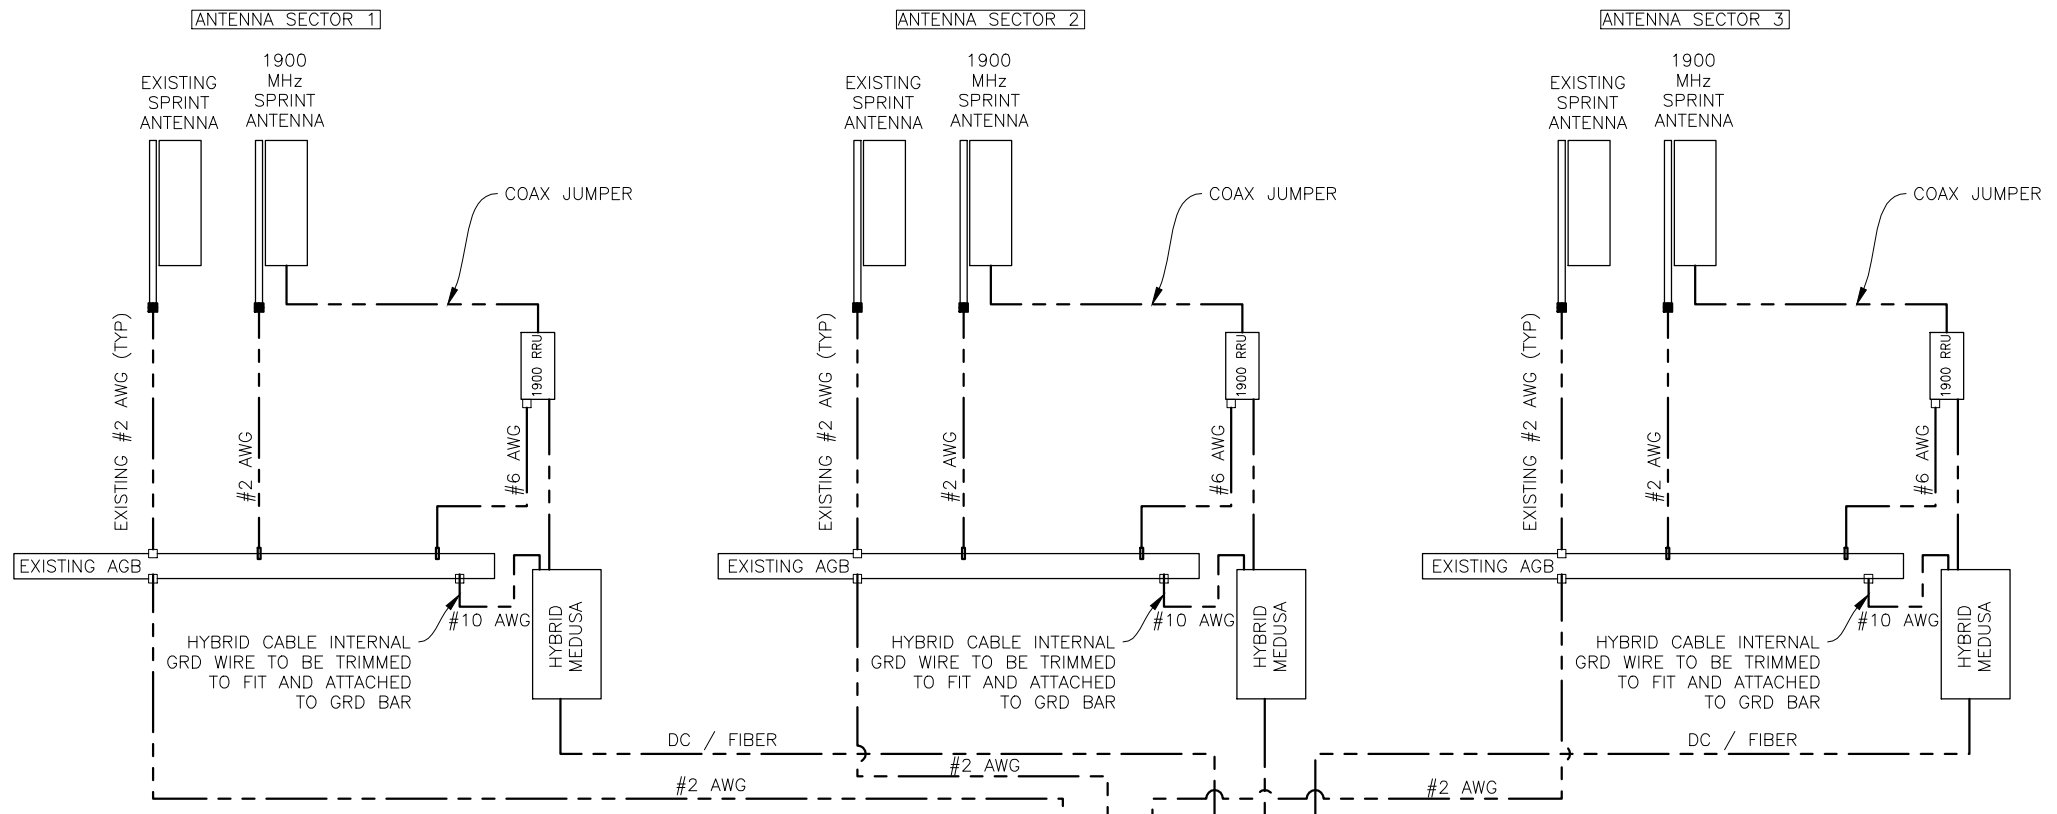 ANTENNA SECTOR 1
1900
MHz
SPRINT
ANTENNA
EXISTING
SPRINT
ANTENNA
COAX JUMPER
1900 RRU
EXISTING #2 AWG (TYP)
#2 AWG
#6 AWG
EXISTING AGB
#10 AWG
HYBRID
MEDUSA
HYBRID CABLE INTERNAL
GRD WIRE TO BE TRIMMED
TO FIT AND ATTACHED
TO GRD BAR
DC / FIBER
#2 AWG
ANTENNA SECTOR 2
1900
MHz
SPRINT
ANTENNA
EXISTING
SPRINT
ANTENNA
COAX JUMPER
1900 RRU
EXISTING #2 AWG (TYP)
#2 AWG
#6 AWG
EXISTING AGB
#10 AWG
HYBRID
MEDUSA
HYBRID CABLE INTERNAL
GRD WIRE TO BE TRIMMED
TO FIT AND ATTACHED
TO GRD BAR
#2 AWG
ANTENNA SECTOR 3
1900
MHz
SPRINT
ANTENNA
EXISTING
SPRINT
ANTENNA
COAX JUMPER
1900 RRU
EXISTING #2 AWG (TYP)
#2 AWG
#6 AWG
EXISTING AGB
#10 AWG
HYBRID
MEDUSA
HYBRID CABLE INTERNAL
GRD WIRE TO BE TRIMMED
TO FIT AND ATTACHED
TO GRD BAR
DC / FIBER
#2 AWG